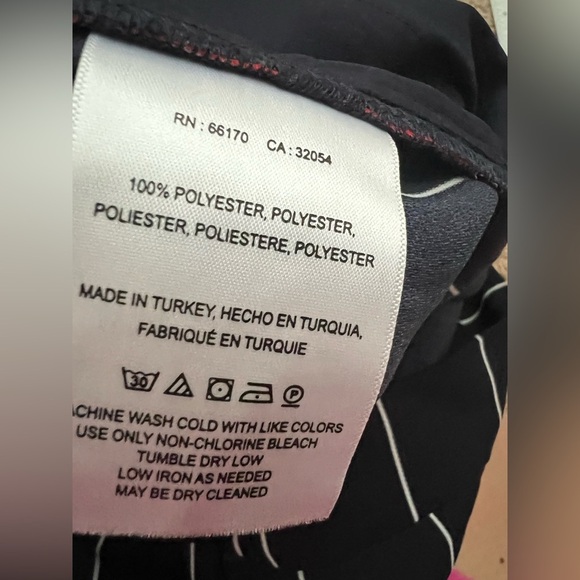 RN : 66170 CA : 32054
100% POLYESTER, POLYESTER,
POLIESTER, POLIESTERE, POLYESTER
MADE IN TURKEY, HECHO EN TURQUIA,
FABRIQUÉ EN TURQUIE
30 P
ACHINE WASH COLD WITH LIKE COLORS
USE ONLY NON-CHLORINE BLEACH
TUMBLE DRY LOW
LOW IRON AS NEEDED
MAY BE DRY CLEANED